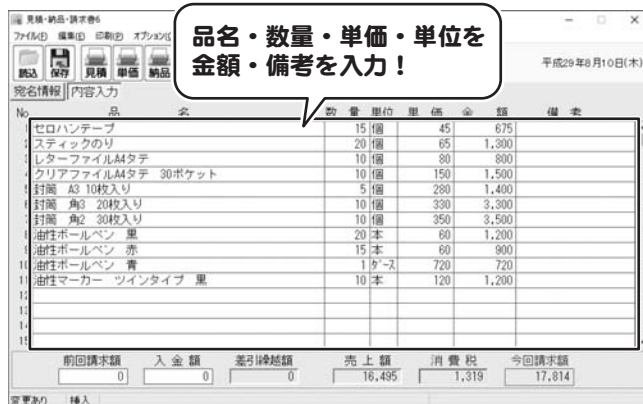 見積・納品・請求書6
ファイル(F) 編集(E) 印刷(P) オプション(
品名・数量・単価・単位を
金額・備考を入力！
読込 保存 見積 単価 納品
平成29年8月10日(木)
宛名情報 内容入力
No 品 名 数 量 単位 単 価 金 額 備 考
1 セロハンテープ 15 個 45 675
2 スティックのり 20 個 65 1,300
3 レターファイルA4タテ 10 個 80 800
4 クリアファイルA4タテ 30ポケット 10 個 150 1,500
5 封筒 A3 10枚入り 5 個 280 1,400
6 封筒 角3 20枚入り 10 個 330 3,300
7 封筒 角2 30枚入り 10 個 350 3,500
8 油性ボールペン 黒 20 本 60 1,200
9 油性ボールペン 赤 15 本 60 900
10 油性ボールペン 青 1 ダース 720 720
11 油性マーカー ツインタイプ 黒 10 本 120 1,200
12
13
14
15
前回請求額 入 金 額 差引繰越額 売 上 額 消 費 税 今回請求額
0 0 0 16,495 1,319 17,814
変更あり 挿入